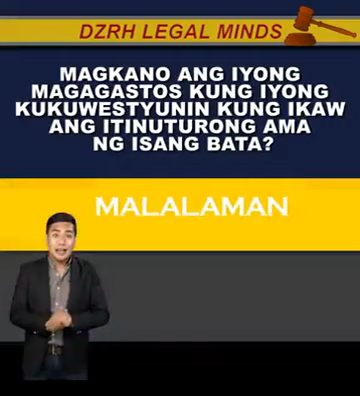 DZRH LEGAL MINDS
MAGKANO ANG IYONG
MAGAGASTOS KUNG IYONG
KUKUWESTYUNIN KUNG IKAW
ANG ITINUTURONG AMA
NG ISANG BATA?
MALALAMAN